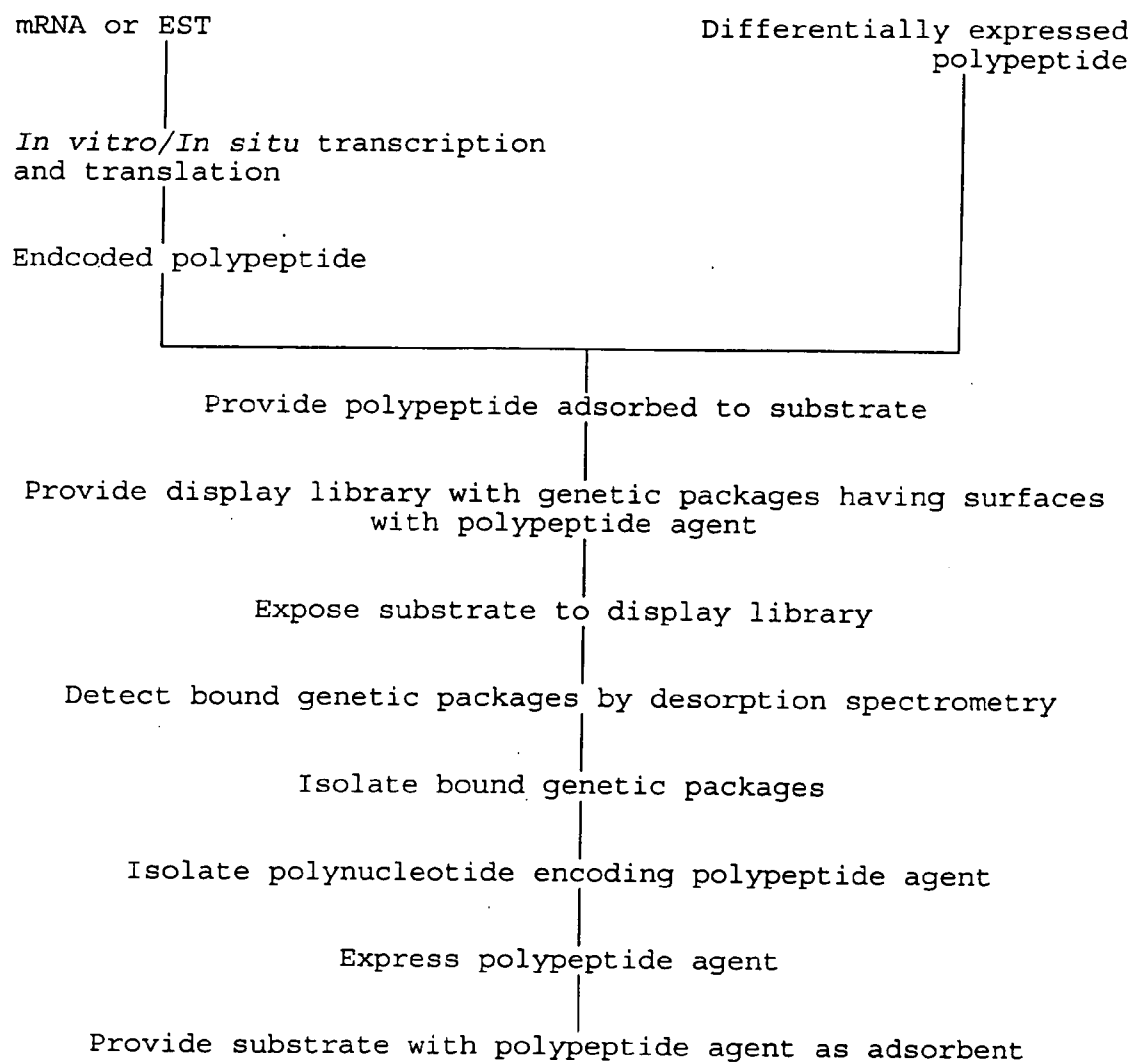 mRNA or EST
Differentially expressed
polypeptide
In vitro/In situ transcription
and translation
Endcoded polypeptide
Provide polypeptide adsorbed to substrate
Provide display library with genetic packages having surfaces
with polypeptide agent
Expose substrate to display library
Detect bound genetic packages by desorption spectrometry
Isolate bound genetic packages
Isolate polynucleotide encoding polypeptide agent
Express polypeptide agent
Provide substrate with polypeptide agent as adsorbent